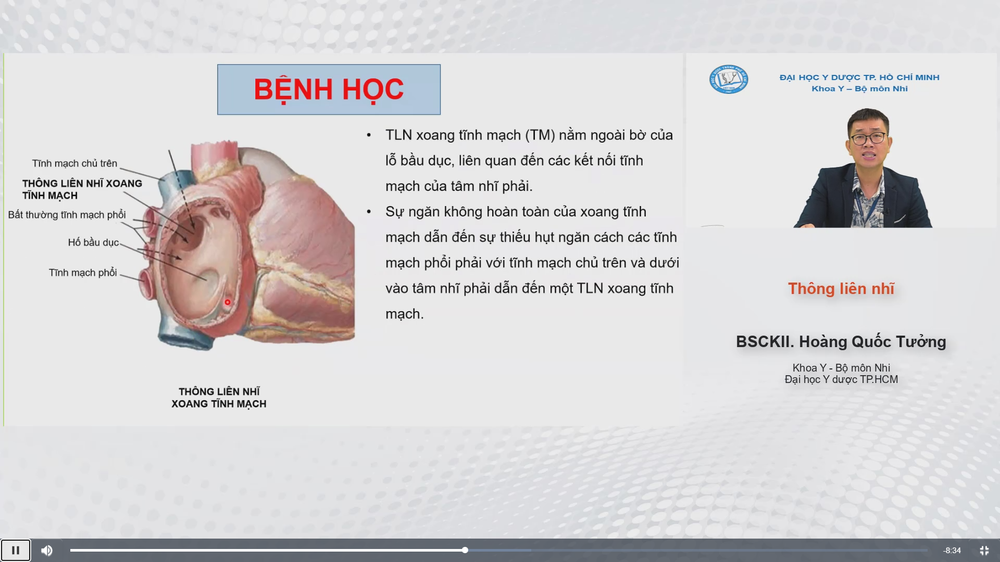 BỆNH HỌC
Tĩnh mạch chủ trên
THÔNG LIÊN NHĨ XOANG
TĨNH MẠCH
Bất thường tĩnh mạch phổi
Hố bầu dục
Tĩnh mạch phổi
THÔNG LIÊN NHĨ
XOANG TĨNH MẠCH
• TLN xoang tĩnh mạch (TM) nằm ngoài bờ của
lỗ bầu dục, liên quan đến các kết nối tĩnh
mạch của tâm nhĩ phải.
• Sự ngăn không hoàn toàn của xoang tĩnh
mạch dẫn đến sự thiếu hụt ngăn cách các tĩnh
mạch phổi phải với tĩnh mạch chủ trên và dưới
vào tâm nhĩ phải dẫn đến một TLN xoang tĩnh
mạch.
ĐẠI HỌC Y DƯỢC TP. HỒ CHÍ MINH
Khoa Y – Bộ môn Nhi
Thông liên nhĩ
BSCKII. Hoàng Quốc Tưởng
Khoa Y - Bộ môn Nhi
Đại học Y dược TP.HCM
-8:34